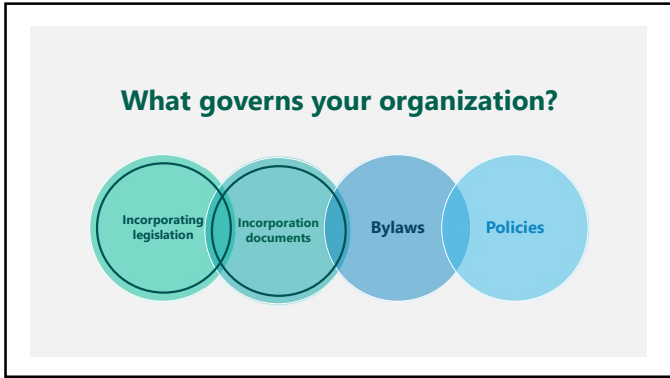 What governs your organization?
Incorporating
legislation
Incorporation
documents
Bylaws
Policies